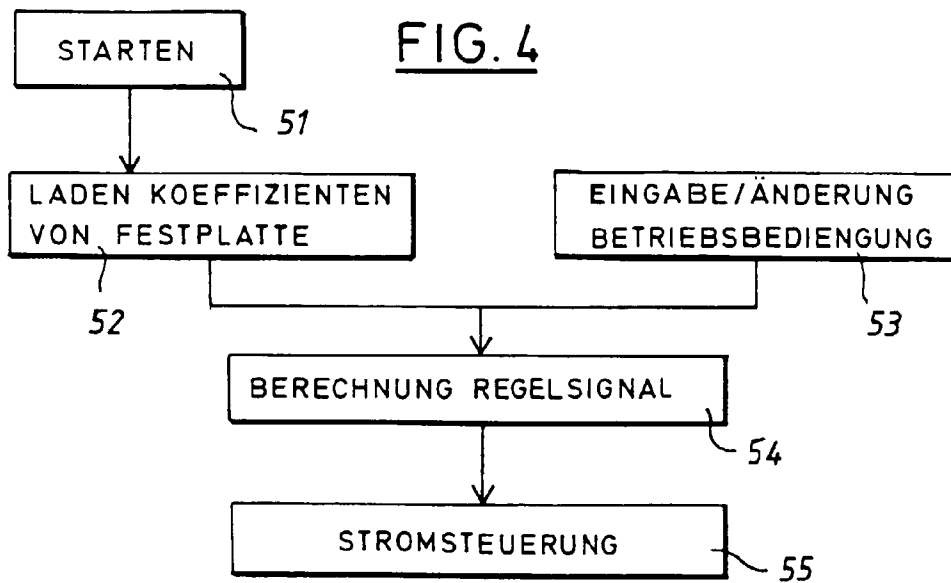 FIG. 4
STARTEN
51
LADEN KOEFFIZIENTEN
VON FESTPLATTE
52
EINGABE/ÄNDERUNG
BETRIEBSBEDIENGUNG
53
BERECHNUNG REGELSIGNAL
54
STROMSTEUERUNG
55